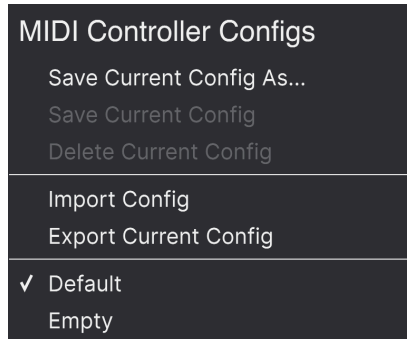 MIDI Controller Configs
Save Current Config As...
Save Current Config
Delete Current Config
Import Config
Export Current Config
✓ Default
Empty